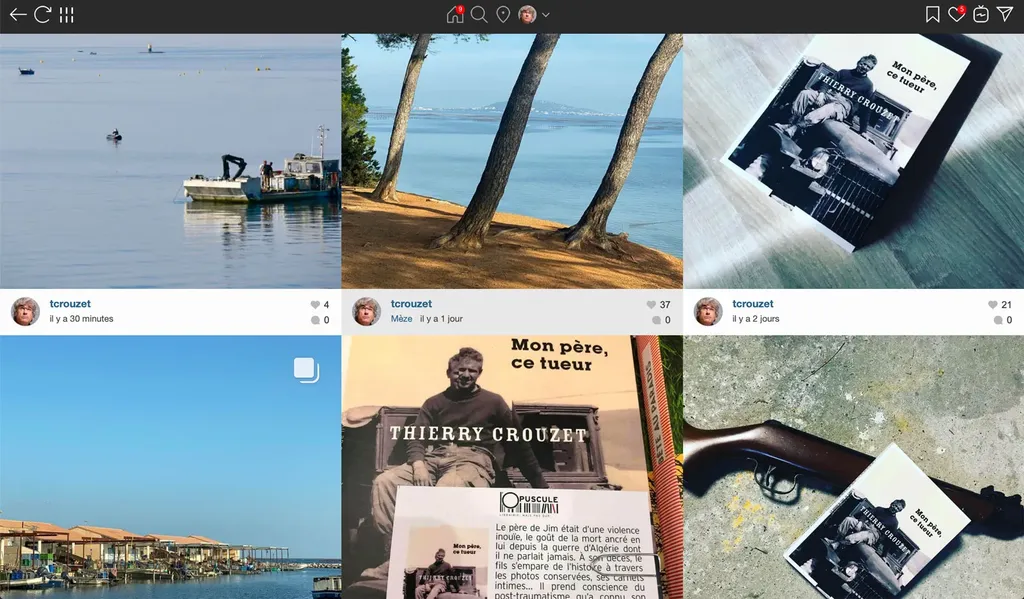 9
5
Mon père,
ce tueur
THIERRY CROUZET
tcrouzet
4
il y a 30 minutes
0
tcrouzet
37
Mèze il y a 1 jour
0
tcrouzet
21
il y a 2 jours
0
Mon père,
ce tueur
THIERRY CROUZET
OPUSCULE
Le père de Jim était d'une violence
inouïe, le goût de la mort ancré en
lui depuis la guerre d'Algérie dont
il ne parlait jamais. A son décès, le
fils s'empare de l'histoire à travers
les photos conservées, ses carnets
intimes... Il prend conscience du
post-traumatisme qu'a connu son
Mon père,
ce tueur
THIERRY CROUZET
Mon père,
ce tueur
THIERRY CROUZET